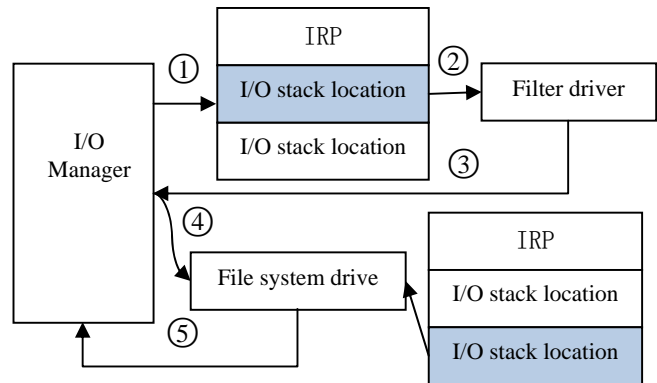 IRP
①
②
I/O stack location
Filter driver
I/O
Manager
I/O stack location
③
④
IRP
File system drive
I/O stack location
⑤
I/O stack location